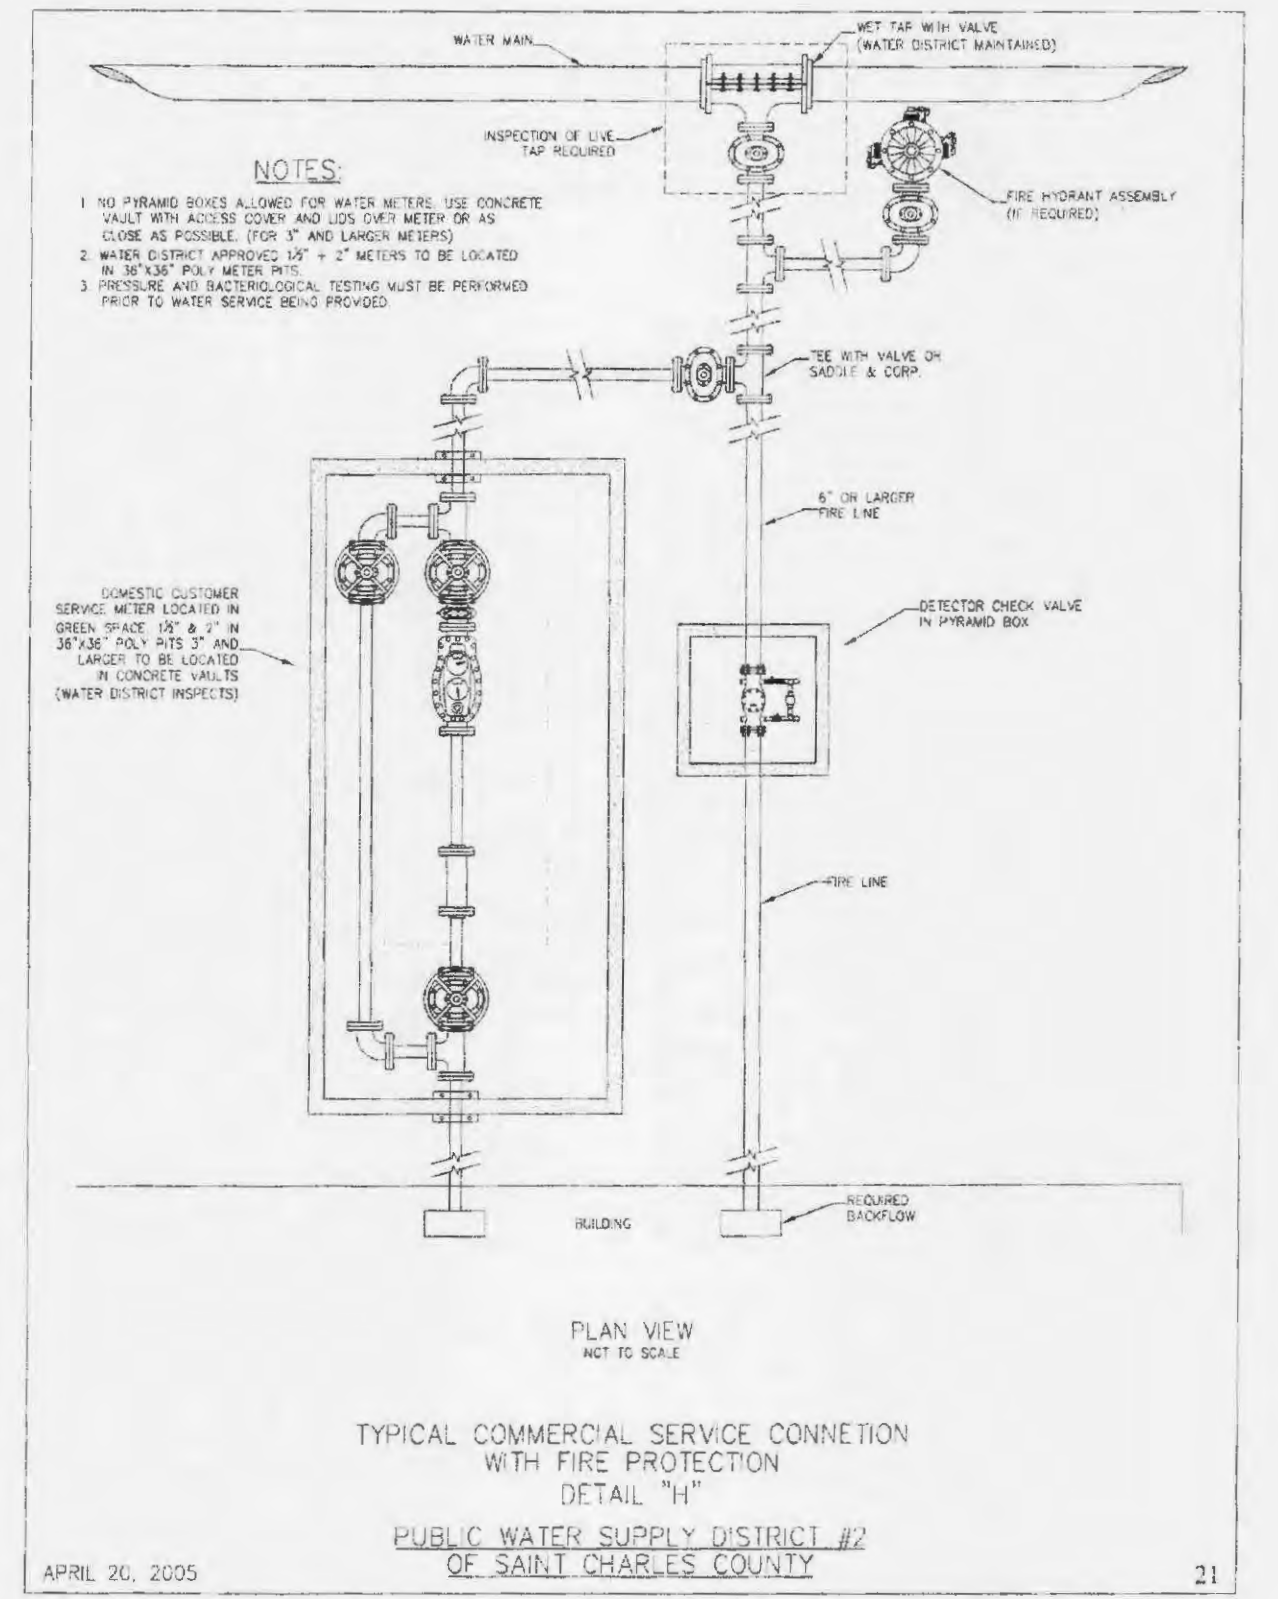 WATER MAIN
WET TAP WITH VALVE
(WATER DISTRICT MAINTAINED)
INSPECTION OF LIVE
TAP REQUIRED
FIRE HYDRANT ASSEMBLY
(IF REQUIRED)
NOTES:
1 NO PYRAMID BOXES ALLOWED FOR WATER METERS. USE CONCRETE
VAULT WITH ACCESS COVER AND LIDS OVER METER OR AS
CLOSE AS POSSIBLE. (FOR 3" AND LARGER METERS)
2. WATER DISTRICT APPROVED 1½" + 2" METERS TO BE LOCATED
IN 36"X36" POLY METER PITS.
3 PRESSURE AND BACTERIOLOGICAL TESTING MUST BE PERFORMED
PRIOR TO WATER SERVICE BEING PROVIDED.
TEE WITH VALVE OR
SADDLE & CORP.
6" OR LARGER
FIRE LINE
DOMESTIC CUSTOMER
SERVICE METER LOCATED IN
GREEN SPACE 1½" & 2" IN
36"X36" POLY PITS 3" AND
LARGER TO BE LOCATED
IN CONCRETE VAULTS
(WATER DISTRICT INSPECTS)
DETECTOR CHECK VALVE
IN PYRAMID BOX
FIRE LINE
REQUIRED
BACKFLOW
BUILDING
PLAN VIEW
NOT TO SCALE
TYPICAL COMMERCIAL SERVICE CONNETION
WITH FIRE PROTECTION
DETAIL "H"
PUBLIC WATER SUPPLY DISTRICT #2
OF SAINT CHARLES COUNTY
APRIL 20, 2005
21